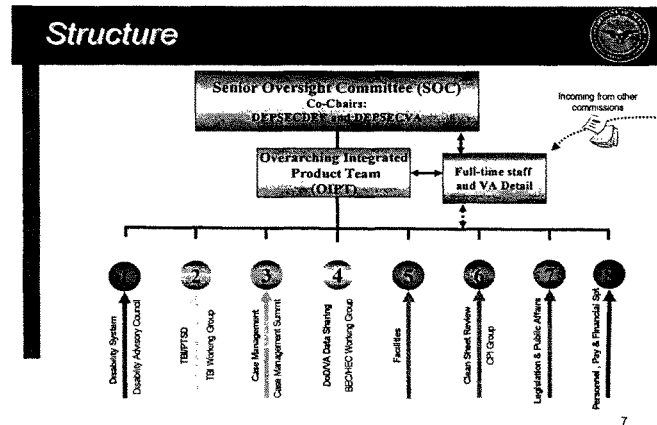 Structure
Senior Oversight Committee (SOC)
Co-Chairs:
DEPSECDEF and DEPSECVA
Incoming from other
commissions
Overarching Integrated
Product Team
(OIPT)
Full-time staff
and VA Detail
1
2
3
4
5
6
7
8
Disability System
Disability Advisory Council
TBI/PTSD
TBI Working Group
Case Management
Case Management Summit
DoD/VA Data Sharing
BEC/HEC Working Group
Facilities
Clean Sheet Review
CPI Group
Legislation & Public Affairs
Personnel, Pay & Financial Spt
7